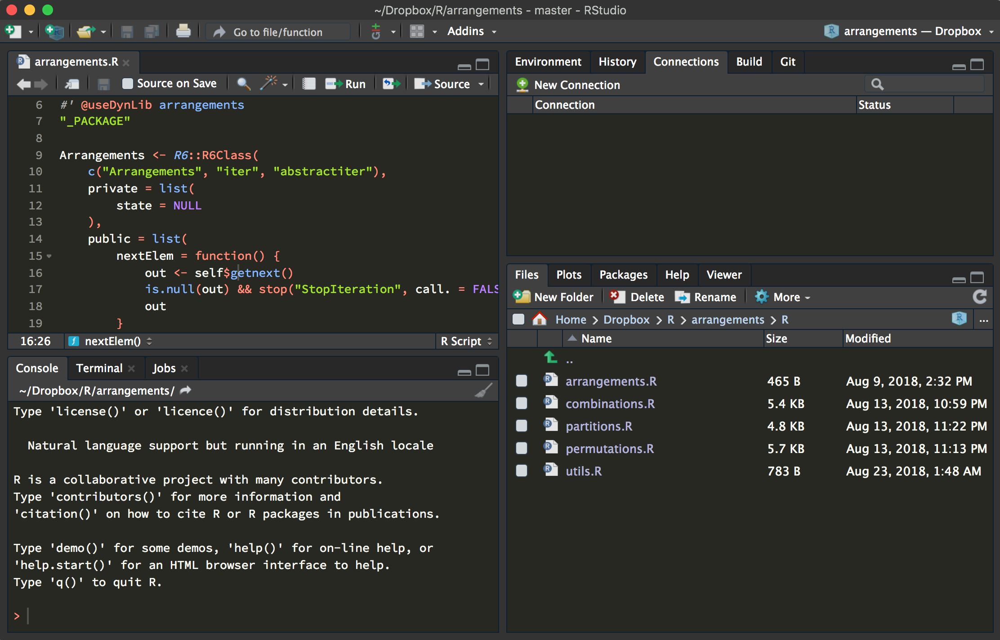 ~/Dropbox/R/arrangements - master - RStudio
Go to file/function
Addins
arrangements — Dropbox
arrangements.R
Source on Save
Run
Source
6 #' @useDynLib arrangements
7 "_PACKAGE"
8
9 Arrangements <- R6::R6Class(
10 c("Arrangements", "iter", "abstractiter"),
11 private = list(
12 state = NULL
13 ),
14 public = list(
15 nextElem = function() {
16 out <- self$getnext()
17 is.null(out) && stop("StopIteration", call. = FALS
18 out
19 }
16:26 nextElem() R Script
Console Terminal Jobs
~/Dropbox/R/arrangements/
Type 'license()' or 'licence()' for distribution details.
Natural language support but running in an English locale
R is a collaborative project with many contributors.
Type 'contributors()' for more information and
'citation()' on how to cite R or R packages in publications.
Type 'demo()' for some demos, 'help()' for on-line help, or
'help.start()' for an HTML browser interface to help.
Type 'q()' to quit R.
>
Environment History Connections Build Git
New Connection
Connection Status
Files Plots Packages Help Viewer
New Folder Delete Rename More
Home > Dropbox > R > arrangements > R ...
Name Size Modified
..
arrangements.R 465 B Aug 9, 2018, 2:32 PM
combinations.R 5.4 KB Aug 13, 2018, 10:59 PM
partitions.R 4.8 KB Aug 13, 2018, 11:22 PM
permutations.R 5.7 KB Aug 13, 2018, 11:13 PM
utils.R 783 B Aug 23, 2018, 1:48 AM